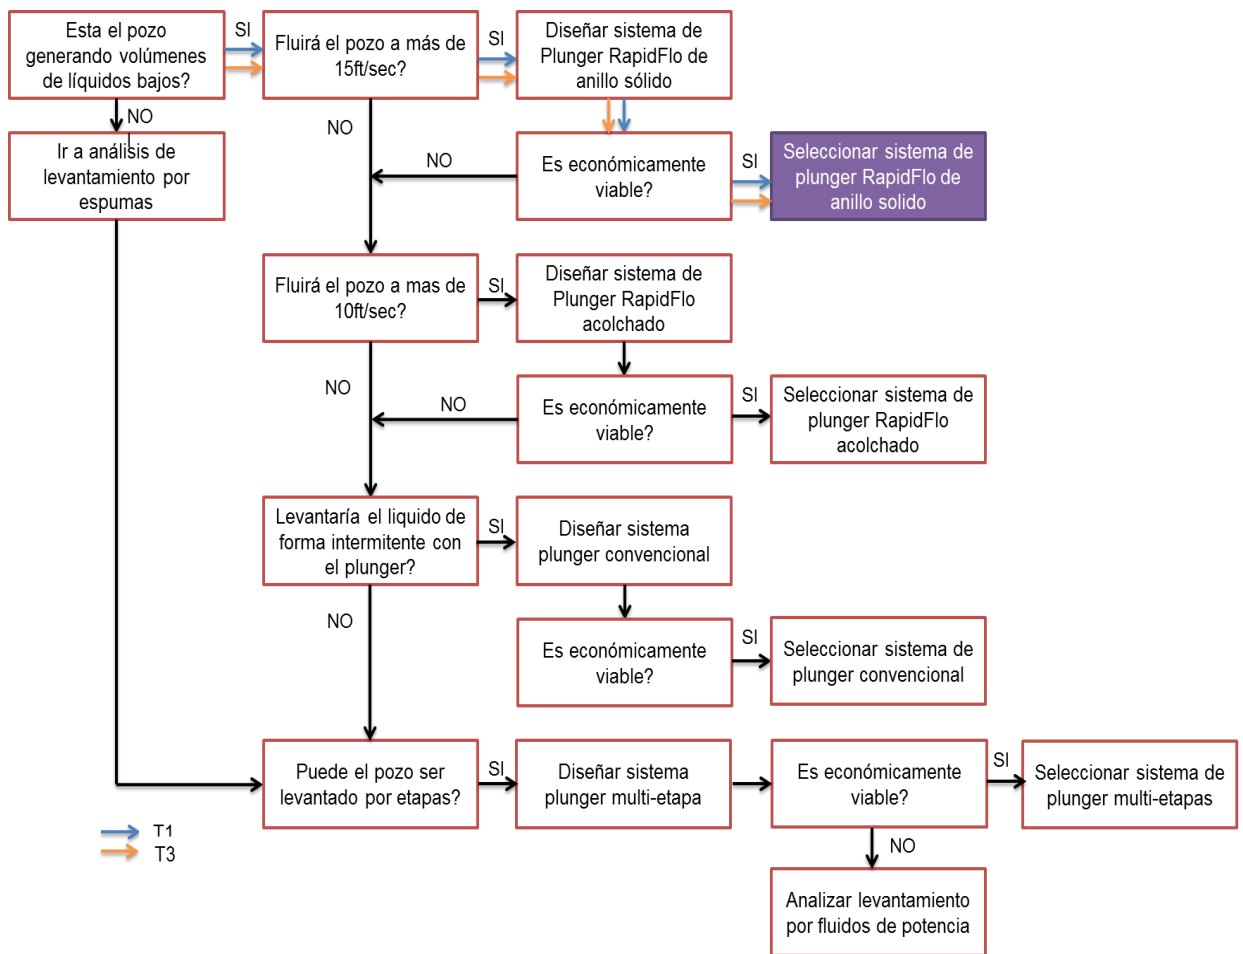 Esta el pozo
generando volúmenes
de líquidos bajos?
SI
Fluirá el pozo a más de
15ft/sec?
SI
Diseñar sistema de
Plunger RapidFlo de
anillo sólido
NO
NO
Ir a análisis de
levantamiento por
espumas
NO
Es económicamente
viable?
SI
Seleccionar sistema de
plunger RapidFlo de
anillo solido
Fluirá el pozo a mas de
10ft/sec?
SI
Diseñar sistema de
Plunger RapidFlo
acolchado
NO
NO
Es económicamente
viable?
SI
Seleccionar sistema de
plunger RapidFlo
acolchado
Levantaría el liquido de
forma intermitente con
el plunger?
SI
Diseñar sistema
plunger convencional
NO
Es económicamente
viable?
SI
Seleccionar sistema de
plunger convencional
Puede el pozo ser
levantado por etapas?
SI
Diseñar sistema
plunger multi-etapa
Es económicamente
viable?
SI
Seleccionar sistema de
plunger multi-etapas
T1
T3
NO
Analizar levantamiento
por fluidos de potencia